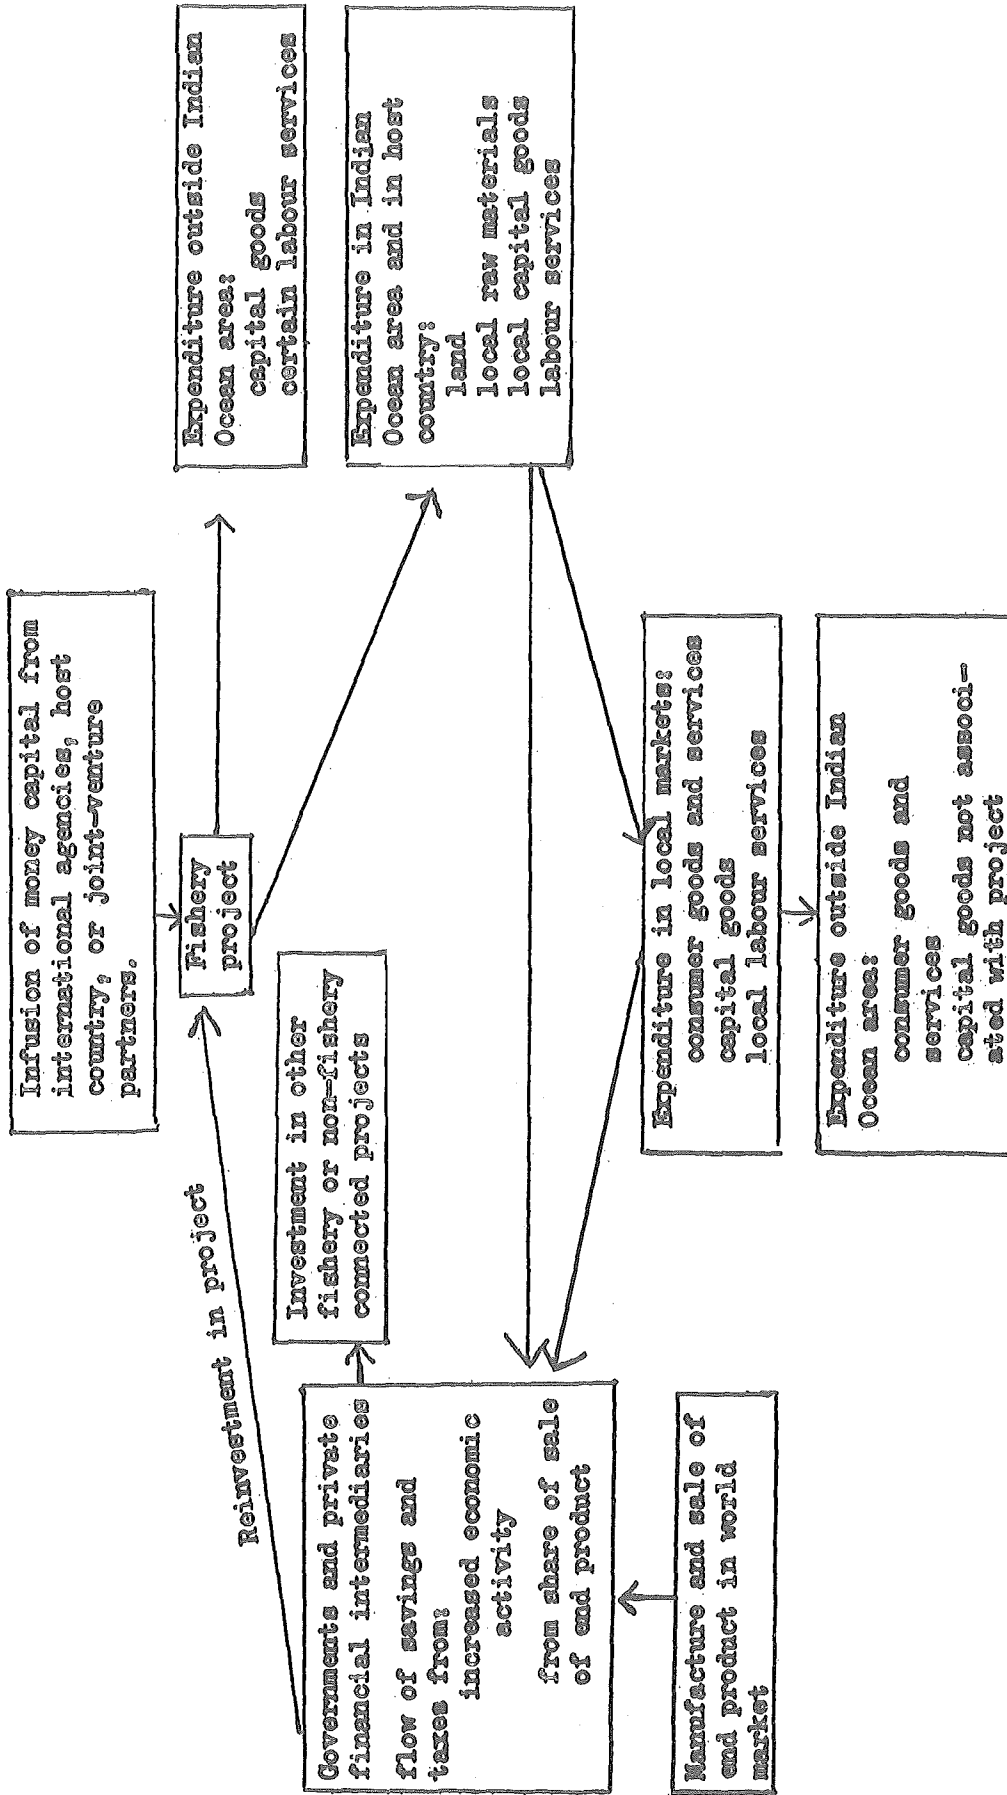 Infusion of money capital from
international agencies, host
country, or joint-venture
partners.
Fishery
project
Expenditure outside Indian
Ocean area:
capital goods
certain labour services
Expenditure in Indian
Ocean area and in host
country:
land
local raw materials
local capital goods
labour services
Reinvestment in project
Investment in other
fishery or non-fishery
connected projects
Governments and private
financial intermediaries
flow of savings and
taxes from:
increased economic
activity
from share of sale
of end product
Manufacture and sale of
end product in world
market
Expenditure in local markets:
consumer goods and services
capital goods
local labour services
Expenditure outside Indian
Ocean area:
consumer goods and
services
capital goods not associ-
ated with project